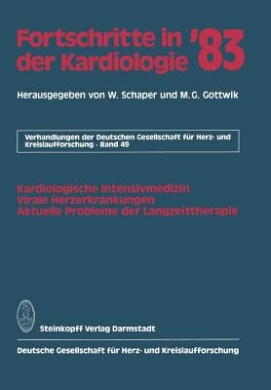 Fortschritte in '83
der Kardiologie
Herausgegeben von W. Schaper und M. G. Gottwik
Verhandlungen der Deutschen Gesellschaft für Herz- und
Kreislaufforschung · Band 49
Kardiologische Intensivmedizin
Virale Herzerkrankungen
Aktuelle Probleme der Langzeittherapie
Steinkopff Verlag Darmstadt
Deutsche Gesellschaft für Herz- und Kreislaufforschung